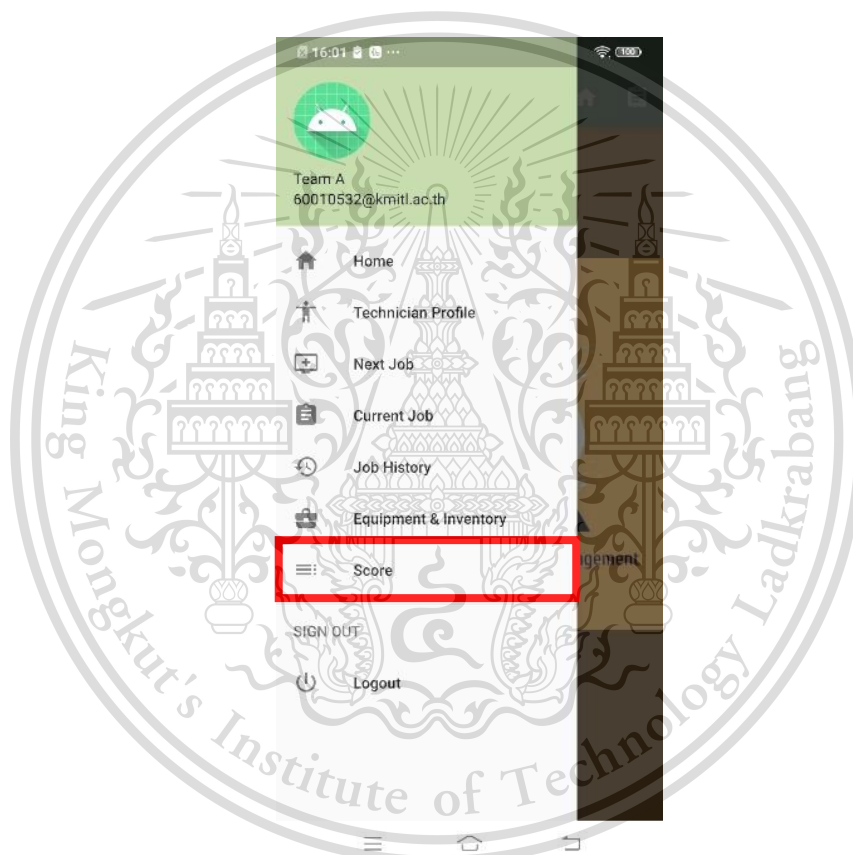 16:01
100
Team A
60010532@kmitl.ac.th
Home
Technician Profile
Next Job
Current Job
Job History
Equipment & Inventory
Score
agement
SIGN OUT
Logout
King Mongkut's Institute of Technology Ladkrabang